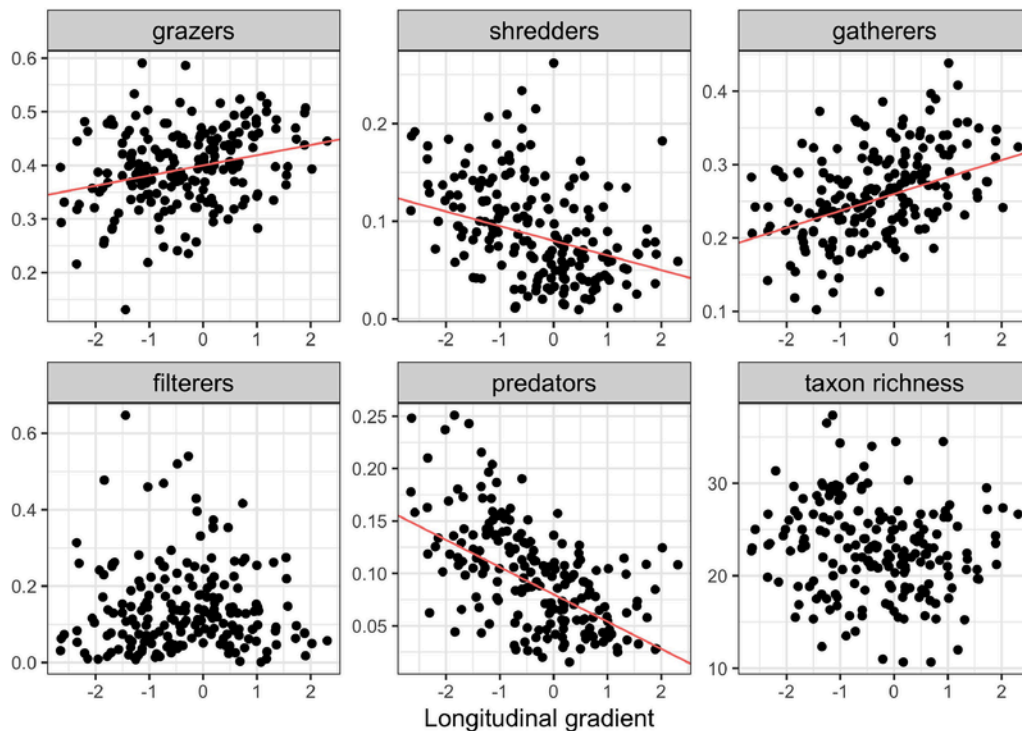 grazers shredders gatherers
0.6 0.5 0.4 0.3 0.2
0.2 0.1 0.0
0.4 0.3 0.2 0.1
-2 -1 0 1 2 -2 -1 0 1 2 -2 -1 0 1 2
filterers predators taxon richness
0.6 0.4 0.2 0.0
0.25 0.20 0.15 0.10 0.05
30 20 10
-2 -1 0 1 2 -2 -1 0 1 2 -2 -1 0 1 2
Longitudinal gradient